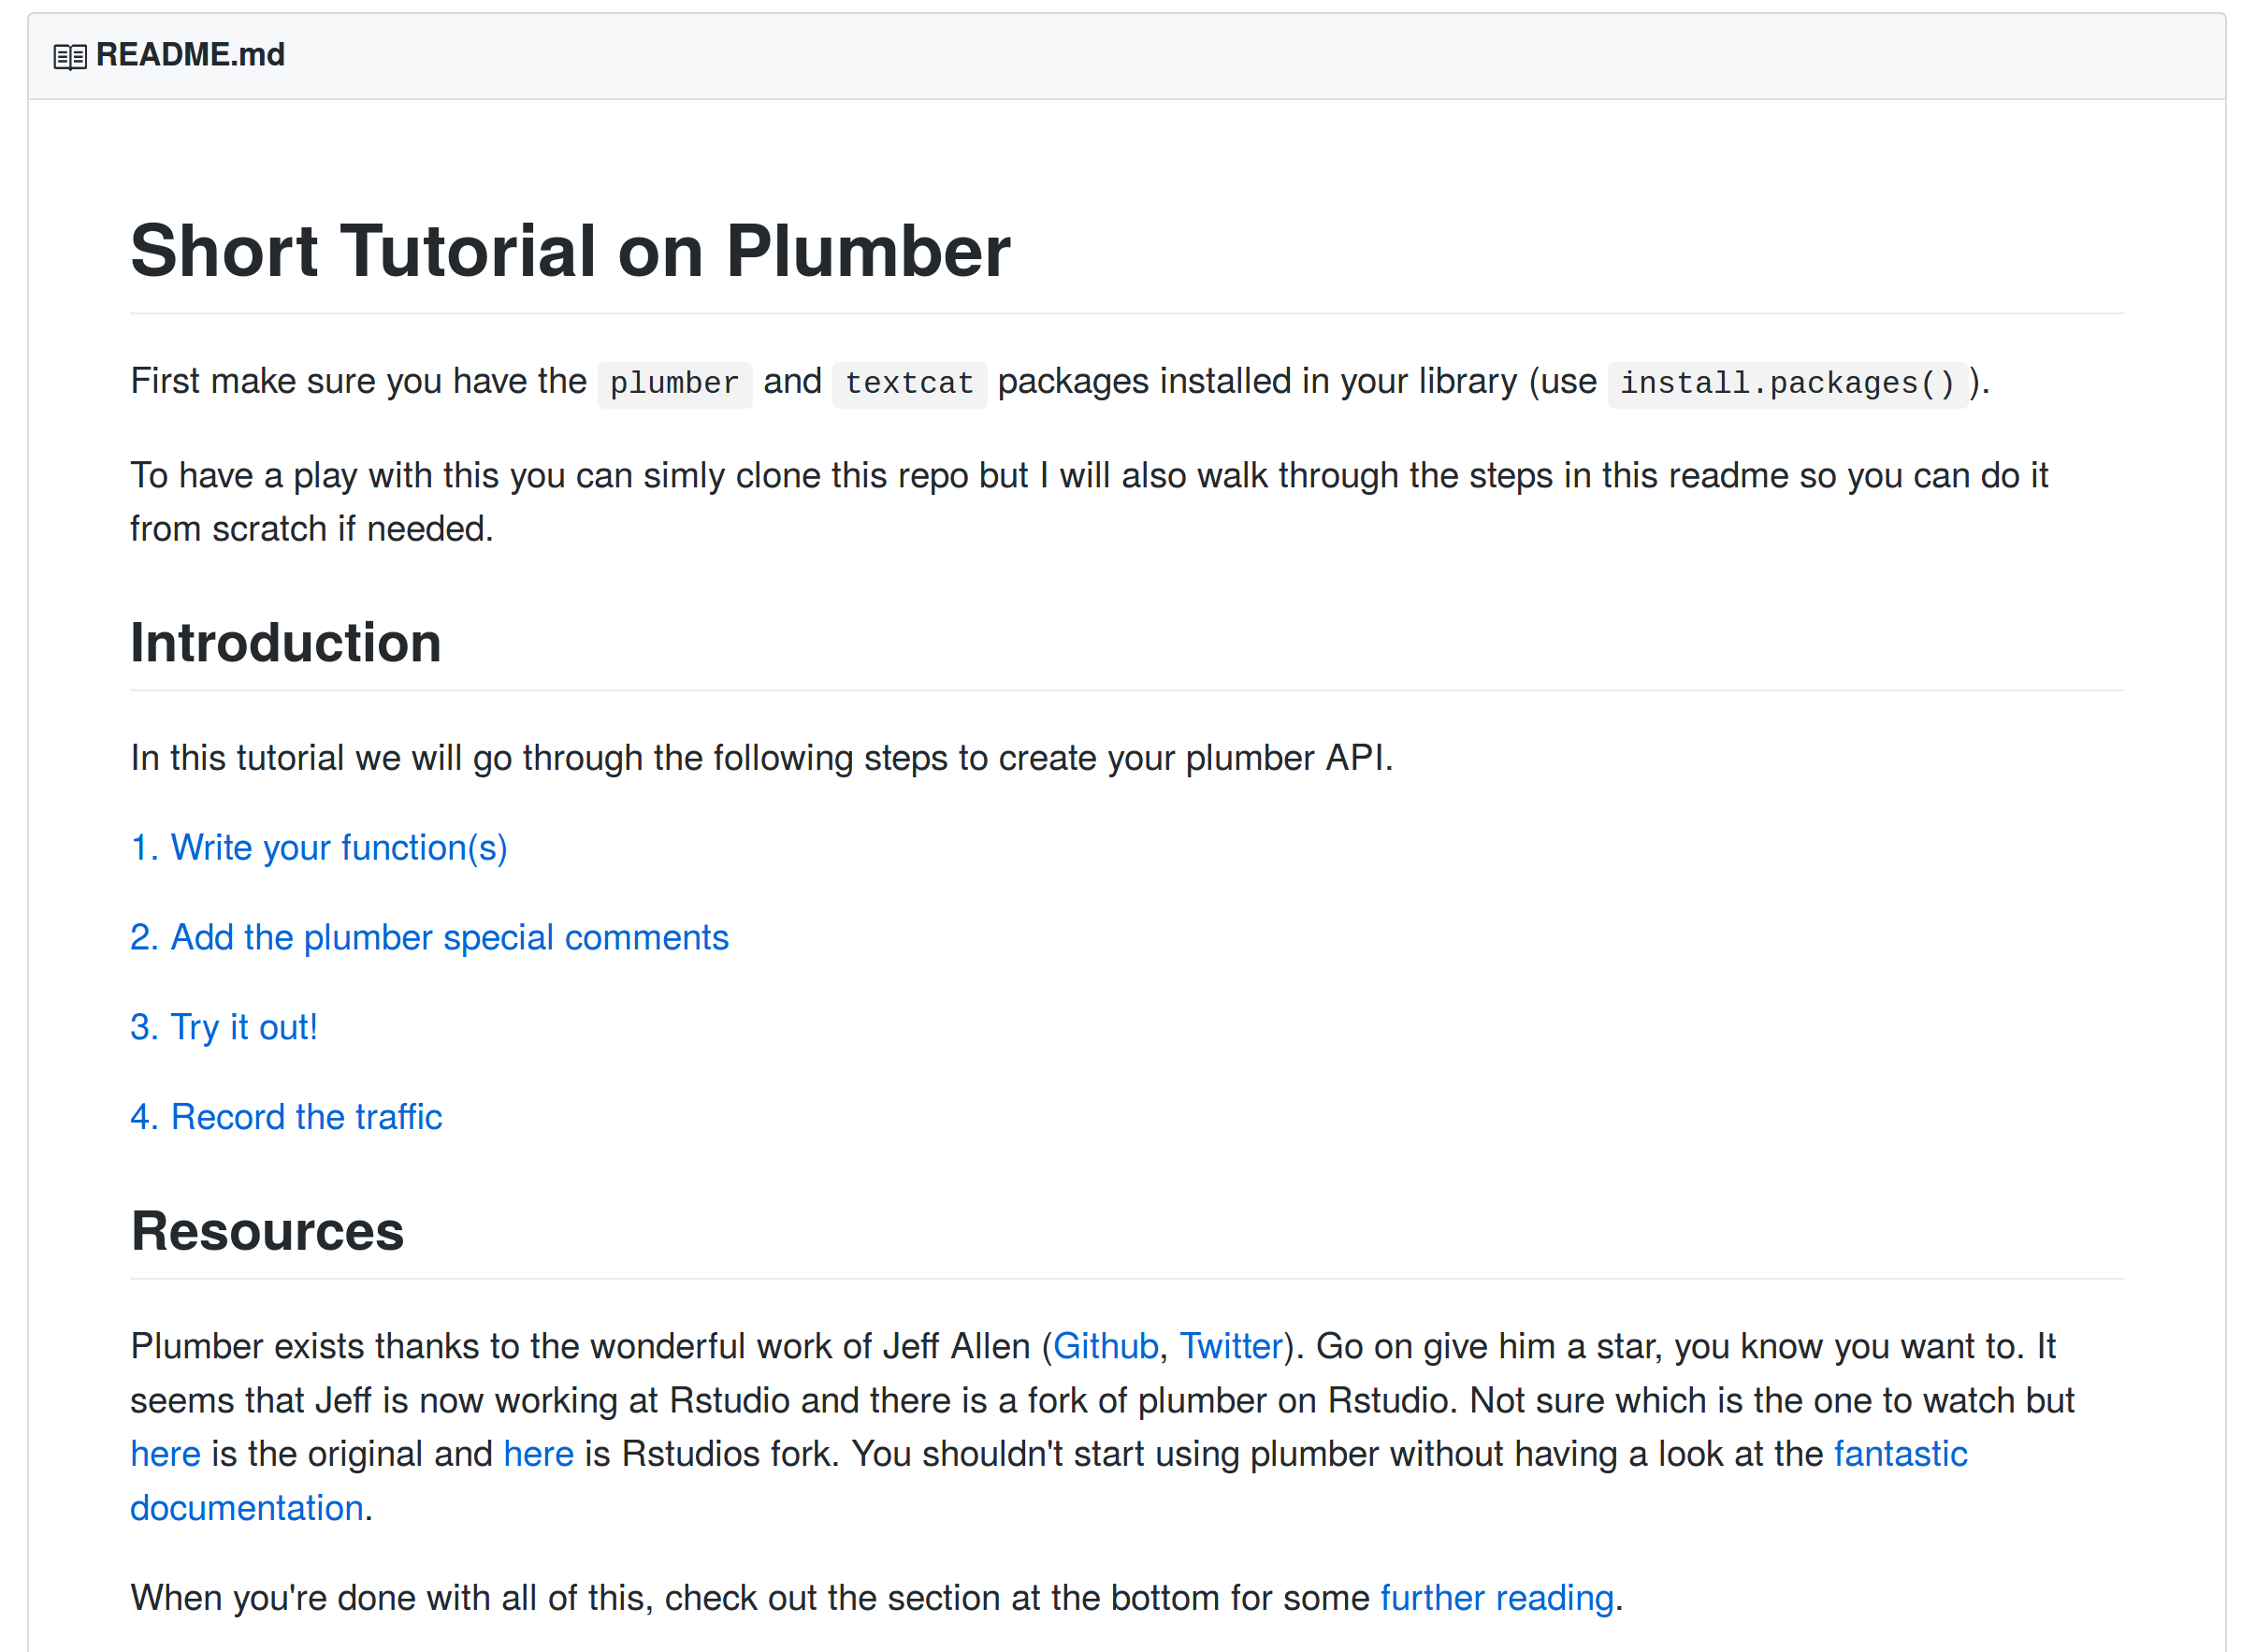 README.md
Short Tutorial on Plumber
First make sure you have the plumber and textcat packages installed in your library (use install.packages() ).
To have a play with this you can simly clone this repo but I will also walk through the steps in this readme so you can do it
from scratch if needed.
Introduction
In this tutorial we will go through the following steps to create your plumber API.
1. Write your function(s)
2. Add the plumber special comments
3. Try it out!
4. Record the traffic
Resources
Plumber exists thanks to the wonderful work of Jeff Allen (Github, Twitter). Go on give him a star, you know you want to. It
seems that Jeff is now working at Rstudio and there is a fork of plumber on Rstudio. Not sure which is the one to watch but
here is the original and here is Rstudios fork. You shouldn't start using plumber without having a look at the fantastic
documentation.
When you're done with all of this, check out the section at the bottom for some further reading.